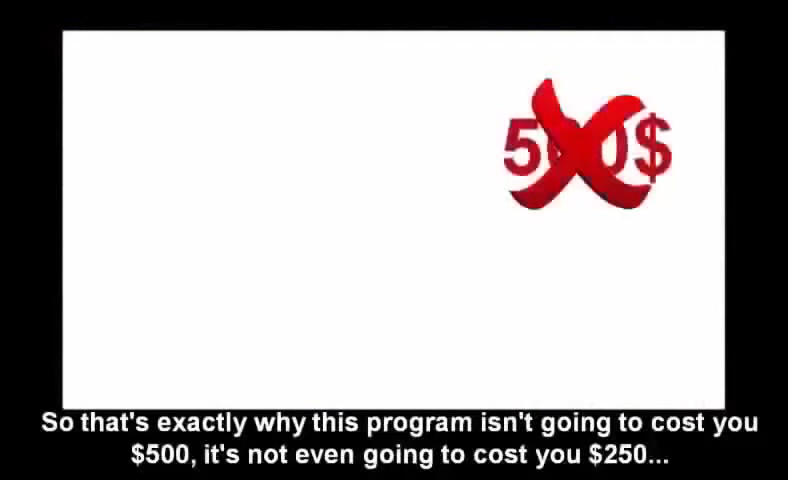 500$
So that's exactly why this program isn't going to cost you
$500, it's not even going to cost you $250...